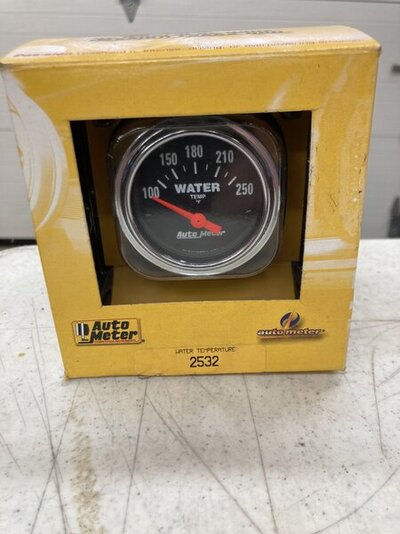 100 150 180 210 250
WATER
TEMP
°F
Auto Meter
Auto
Meter
auto meter
WATER TEMPERATURE
2532